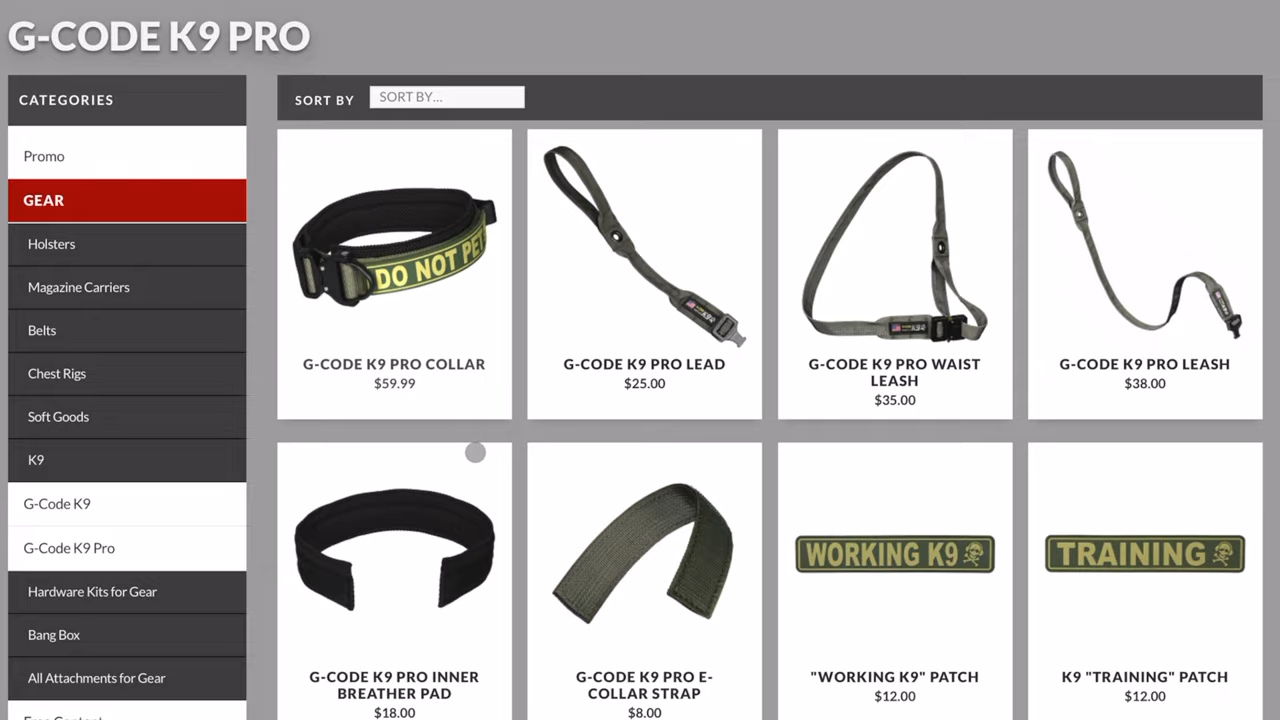 G-CODE K9 PRO
CATEGORIES
Promo
GEAR
Holsters
Magazine Carriers
Belts
Chest Rigs
Soft Goods
K9
G-Code K9
G-Code K9 Pro
Hardware Kits for Gear
Bang Box
All Attachments for Gear
SORT BY
SORT BY...
DO NOT PET
G-CODE K9 PRO COLLAR
$59.99
G-CODE K9 PRO LEAD
$25.00
G-CODE K9 PRO WAIST
LEASH
$35.00
G-CODE K9 PRO LEASH
$38.00
G-CODE K9 PRO INNER
BREATHER PAD
$18.00
G-CODE K9 PRO E-
COLLAR STRAP
$8.00
WORKING K9
"WORKING K9" PATCH
$12.00
TRAINING
K9 "TRAINING" PATCH
$12.00